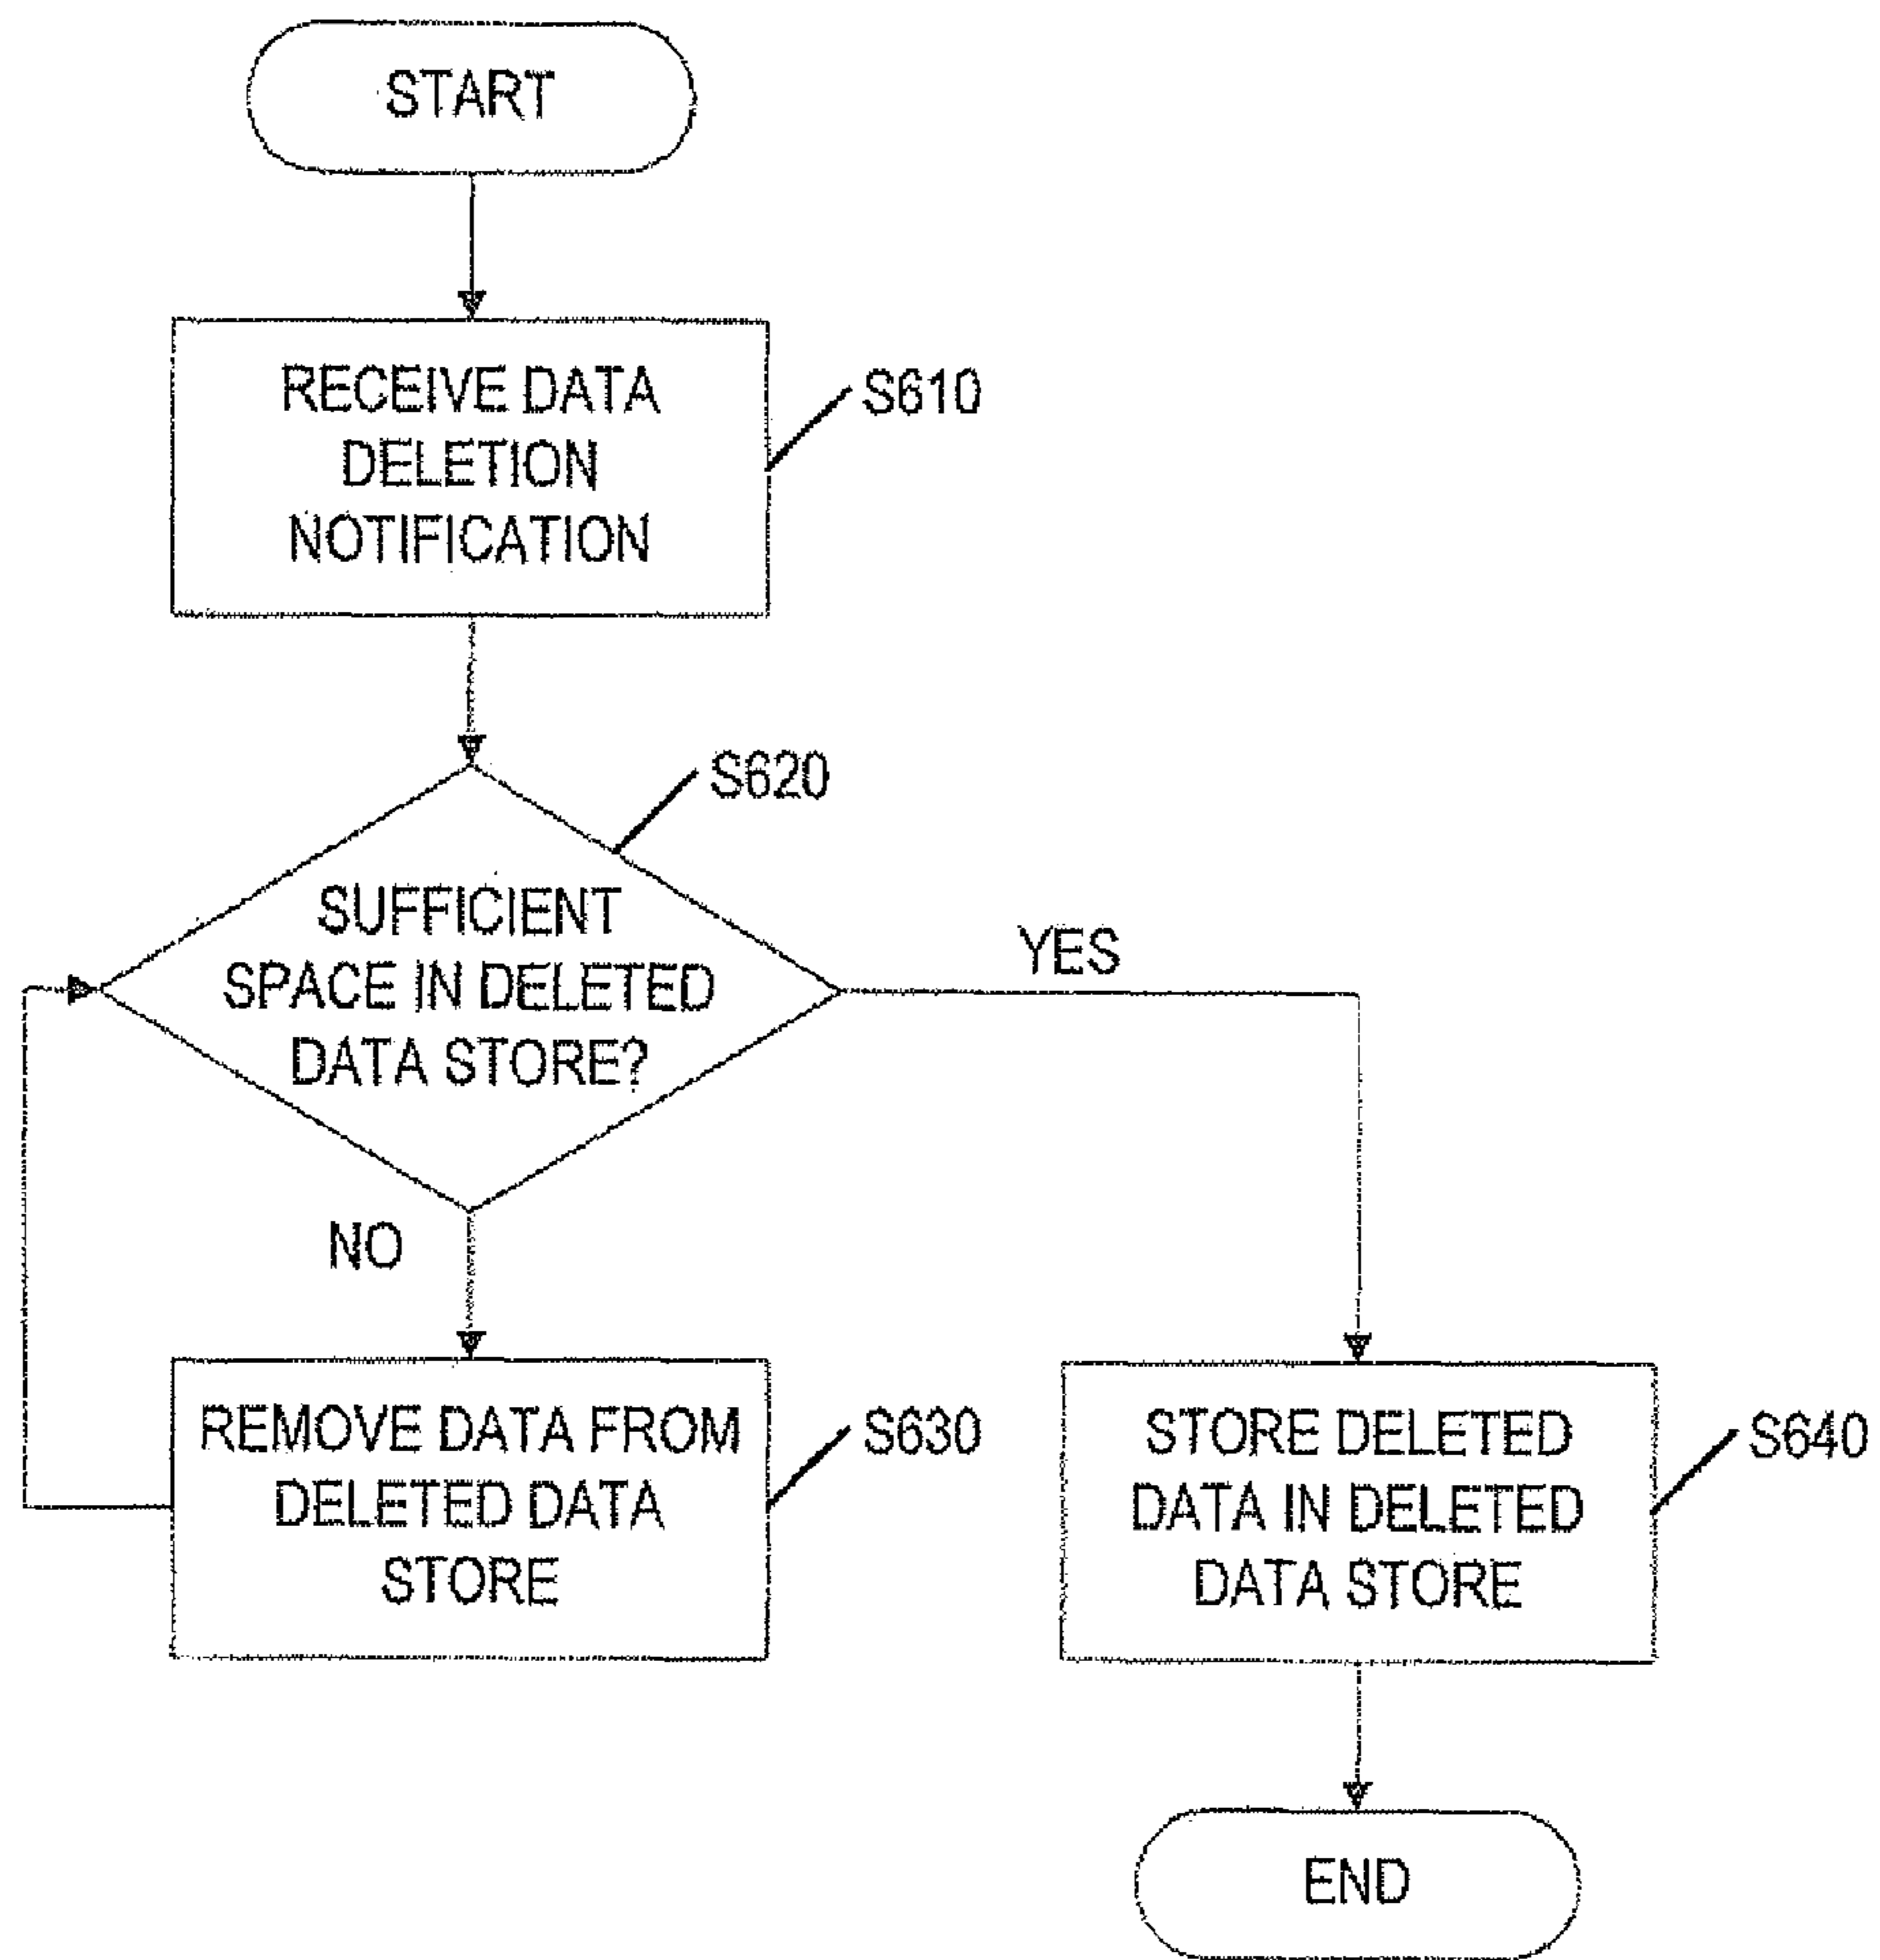 START
RECEIVE DATA
DELETION
NOTIFICATION
S610
S620
SUFFICIENT
SPACE IN DELETED
DATA STORE?
YES
NO
REMOVE DATA FROM
DELETED DATA
STORE
S630
STORE DELETED
DATA IN DELETED
DATA STORE
S640
END